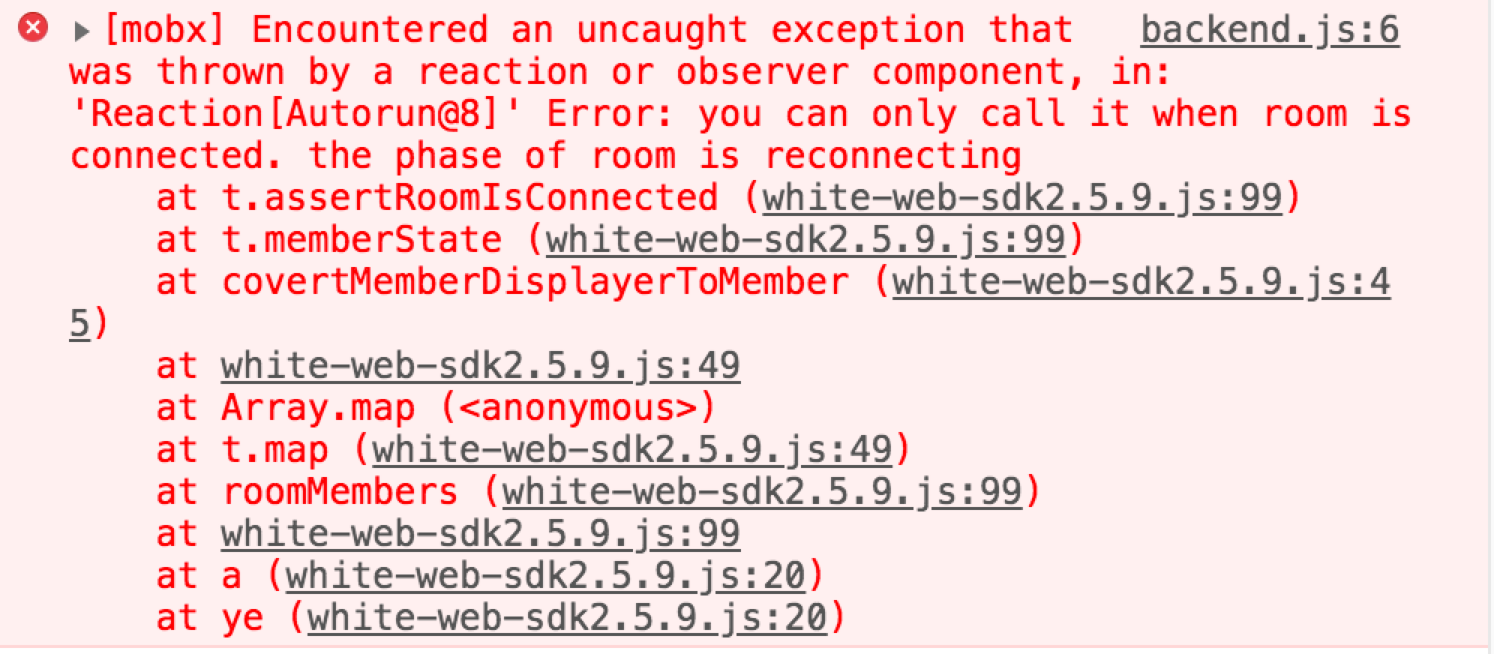 [mobx] Encountered an uncaught exception that backend.js:6
was thrown by a reaction or observer component, in:
'Reaction[Autorun@8]' Error: you can only call it when room is
connected. the phase of room is reconnecting
at t.assertRoomIsConnected (white-web-sdk2.5.9.js:99)
at t.memberState (white-web-sdk2.5.9.js:99)
at covertMemberDisplayerToMember (white-web-sdk2.5.9.js:4
5)
at white-web-sdk2.5.9.js:49
at Array.map (<anonymous>)
at t.map (white-web-sdk2.5.9.js:49)
at roomMembers (white-web-sdk2.5.9.js:99)
at white-web-sdk2.5.9.js:99
at a (white-web-sdk2.5.9.js:20)
at ye (white-web-sdk2.5.9.js:20)